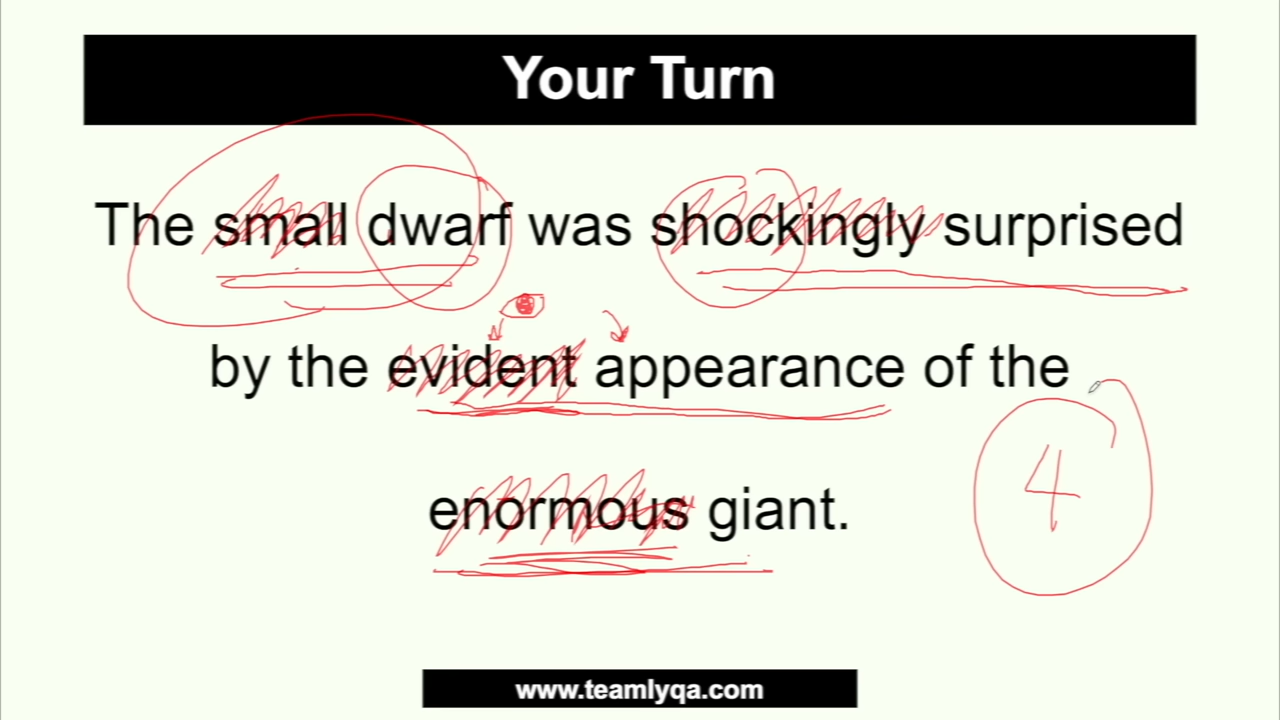 Your Turn
The small dwarf was shockingly surprised
by the evident appearance of the
4
enormous giant.
www.teamlyqa.com